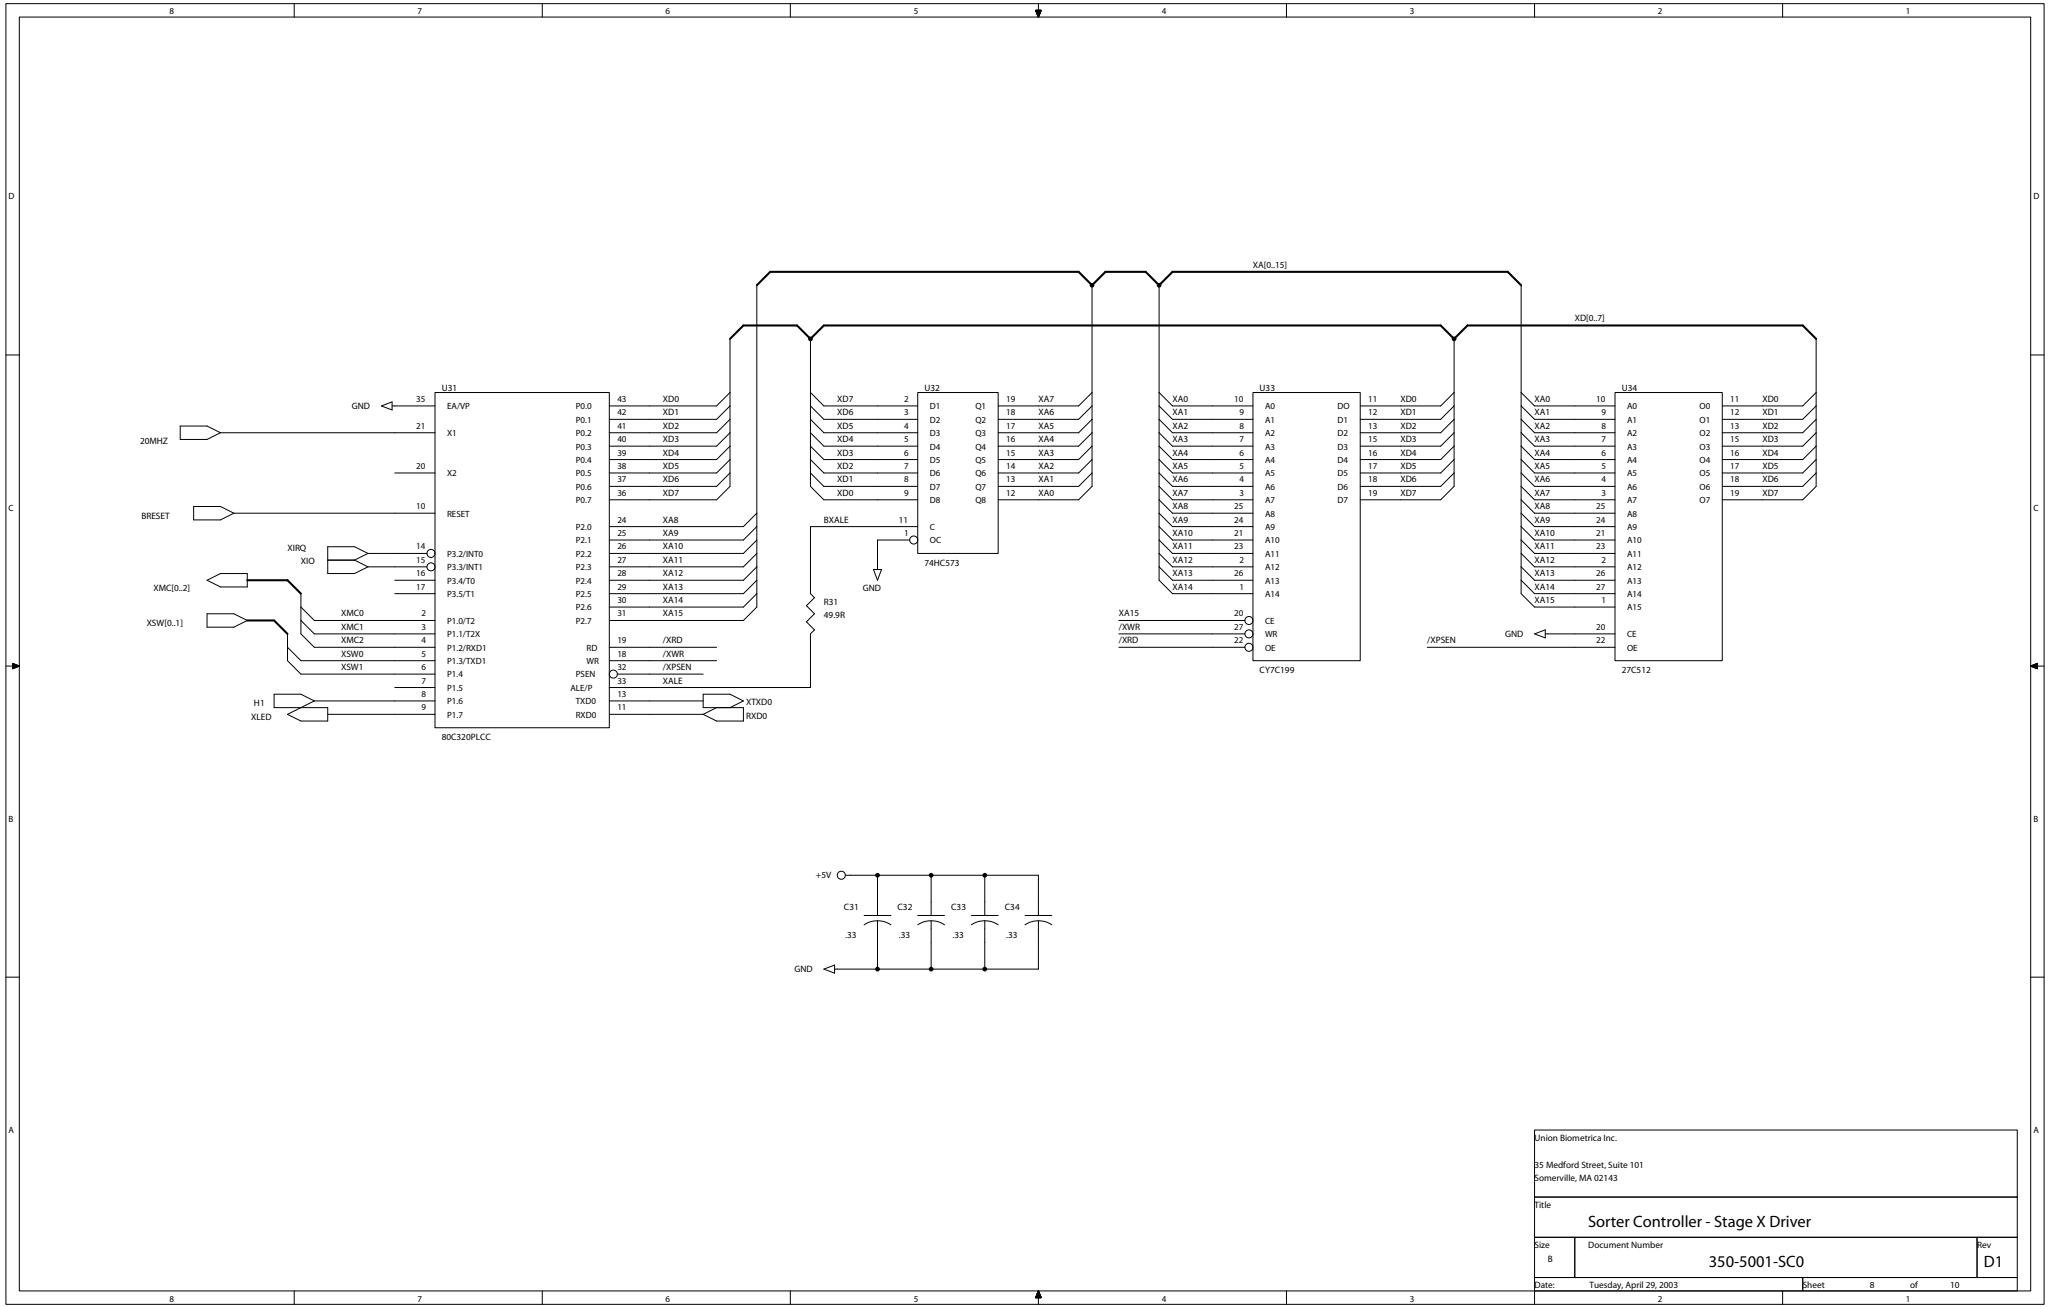 8 7 6 5 4 3 2 1
D D
C C
B B
A A
XA[0..15]
XD[0..7]
U31
GND 35 EA/VP
20MHZ 21 X1
20 X2
BRESET 10 RESET
XIRQ 14 P3.2/INT0
XIO 15 P3.3/INT1
16 P3.4/T0
17 P3.5/T1
XMC[0..2]
XSW[0..1]
XMC0 2 P1.0/T2
XMC1 3 P1.1/T2X
XMC2 4 P1.2/RXD1
XSW0 5 P1.3/TXD1
XSW1 6 P1.4
7 P1.5
H1 8 P1.6
XLED 9 P1.7
P0.0 43 XD0
P0.1 42 XD1
P0.2 41 XD2
P0.3 40 XD3
P0.4 39 XD4
P0.5 38 XD5
P0.6 37 XD6
P0.7 36 XD7
P2.0 24 XA8
P2.1 25 XA9
P2.2 26 XA10
P2.3 27 XA11
P2.4 28 XA12
P2.5 29 XA13
P2.6 30 XA14
P2.7 31 XA15
RD 19 /XRD
WR 18 /XWR
PSEN 32 /XPSEN
ALE/P 33 XALE
TXD0 13 XTXD0
RXD0 11 RXD0
80C320PLCC
U32
XD7 2 D1 Q1 19 XA7
XD6 3 D2 Q2 18 XA6
XD5 4 D3 Q3 17 XA5
XD4 5 D4 Q4 16 XA4
XD3 6 D5 Q5 15 XA3
XD2 7 D6 Q6 14 XA2
XD1 8 D7 Q7 13 XA1
XD0 9 D8 Q8 12 XA0
BXALE 11 C
1 OC
74HC573
GND
R31
49.9R
U33
XA0 10 A0 DO 11 XD0
XA1 9 A1 D1 12 XD1
XA2 8 A2 D2 13 XD2
XA3 7 A3 D3 15 XD3
XA4 6 A4 D4 16 XD4
XA5 5 A5 D5 17 XD5
XA6 4 A6 D6 18 XD6
XA7 3 A7 D7 19 XD7
XA8 25 A8
XA9 24 A9
XA10 21 A10
XA11 23 A11
XA12 2 A12
XA13 26 A13
XA14 1 A14
XA15 20 CE
/XWR 27 WR
/XRD 22 OE
CY7C199
U34
XA0 10 A0 O0 11 XD0
XA1 9 A1 O1 12 XD1
XA2 8 A2 O2 13 XD2
XA3 7 A3 O3 15 XD3
XA4 6 A4 O4 16 XD4
XA5 5 A5 O5 17 XD5
XA6 4 A6 O6 18 XD6
XA7 3 A7 O7 19 XD7
XA8 25 A8
XA9 24 A9
XA10 21 A10
XA11 23 A11
XA12 2 A12
XA13 26 A13
XA14 27 A14
XA15 1 A15
GND 20 CE
/XPSEN 22 OE
27C512
+5V
C31 C32 C33 C34
.33 .33 .33 .33
GND
Union Biometrica Inc.
35 Medford Street, Suite 101
Somerville, MA 02143
Title
Sorter Controller - Stage X Driver
Size Document Number Rev
B 350-5001-SC0 D1
Date: Tuesday, April 29, 2003 Sheet 8 of 10
8 7 6 5 4 3 2 1